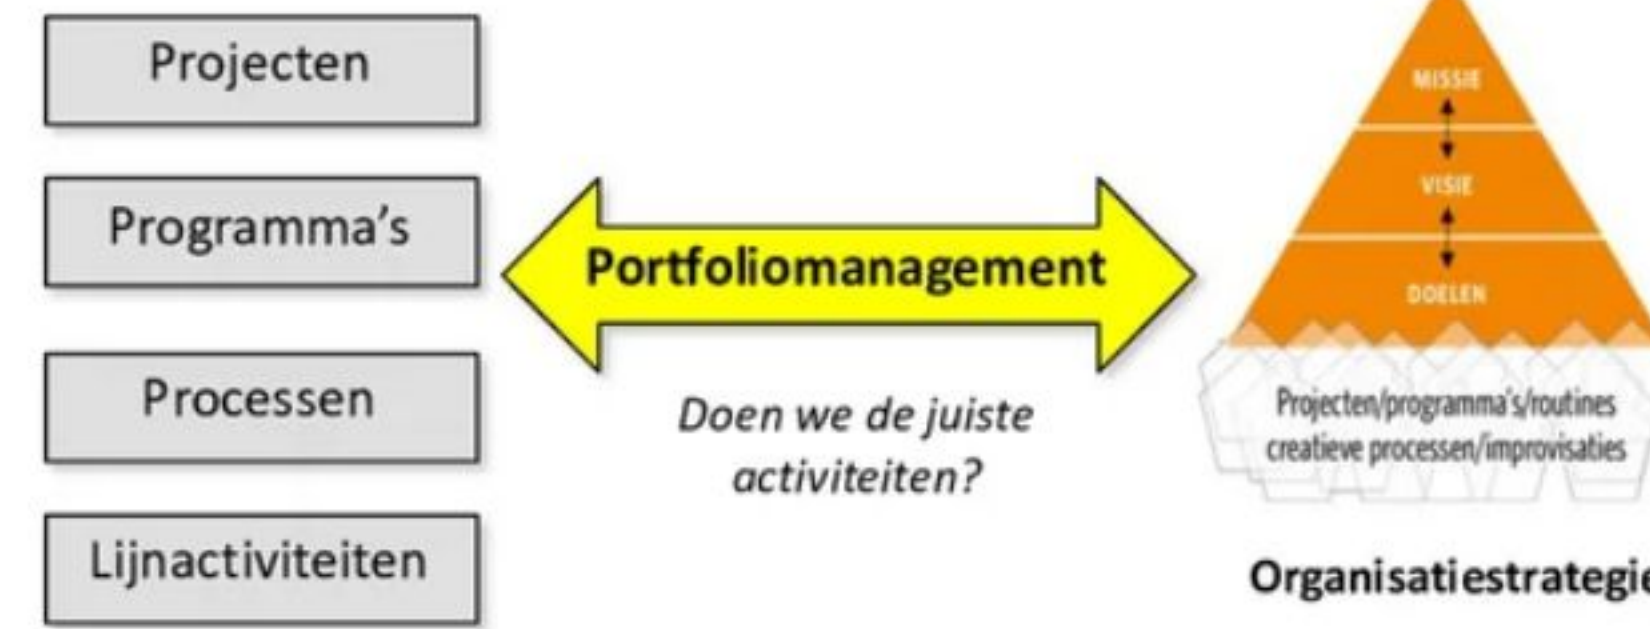 Projecten
Programma's
Processen
Lijnactiviteiten
Portfoliomanagement
Doen we de juiste
activiteiten?
MISSIE
VISIE
DOELEN
Projecten/programma's/routines
creatieve processen/improvisaties
Organisatiestrategie